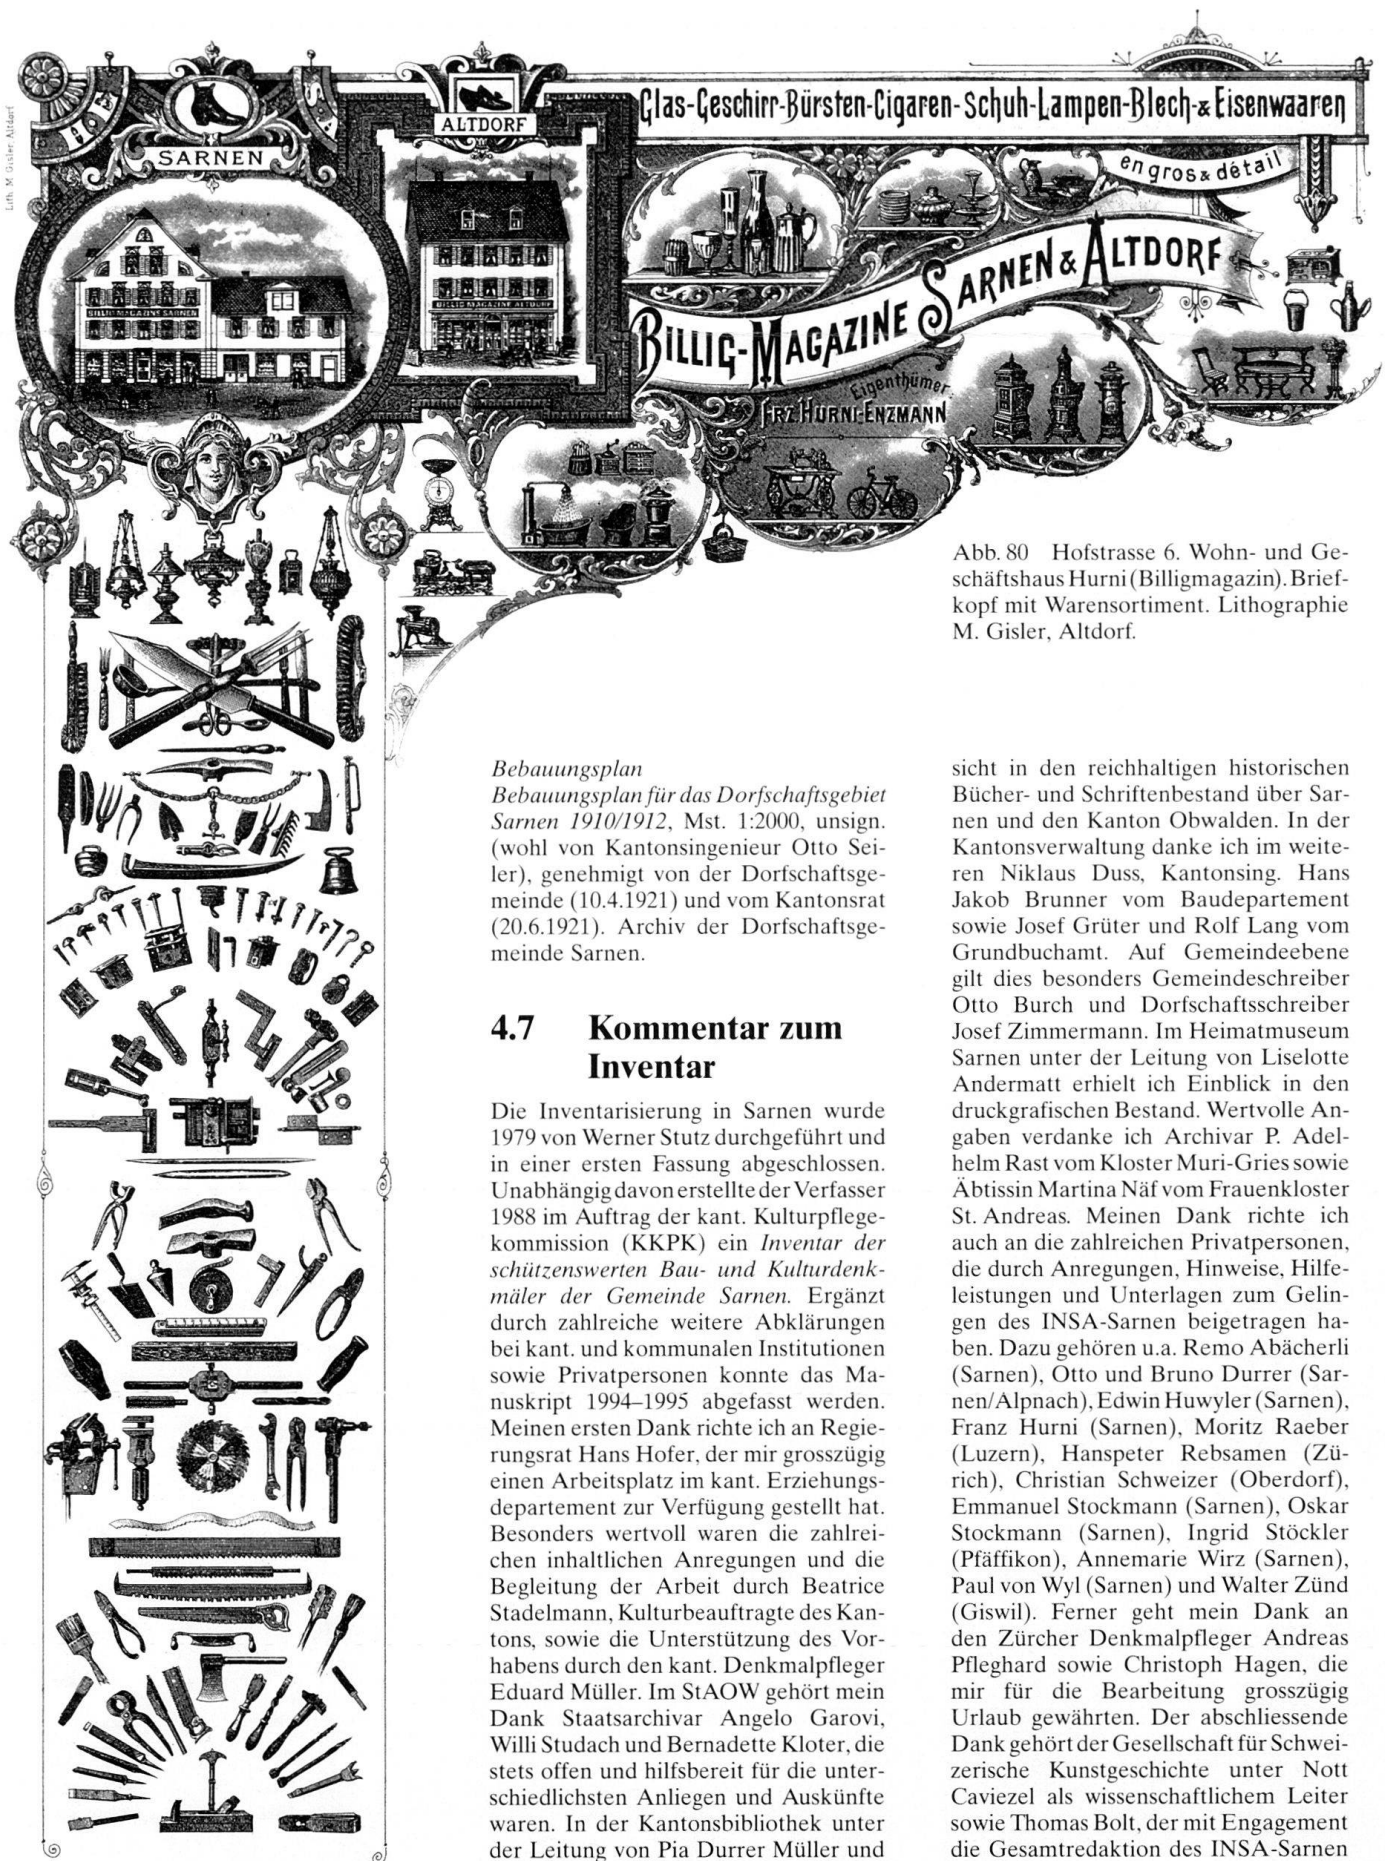 Lith. M. Gisler Altdorf
SARNEN
ALTDORF
Glas-Geschirr-Bürsten-Cigaren-Schuh-Lampen-Blech-& Eisenwaaren
en gros & détail
BILLIG-MAGAZINE SARNEN
BILLIG-MAGAZINE ALTDORF
BILLIG-MAGAZINE SARNEN & ALTDORF
Eigenthümer
FRZ HURNI-ENZMANN
Abb. 80 Hofstrasse 6. Wohn- und Ge-
schäftshaus Hurni (Billigmagazin). Brief-
kopf mit Warensortiment. Lithographie
M. Gisler, Altdorf.
Bebauungsplan
Bebauungsplan für das Dorfschaftsgebiet
Sarnen 1910/1912, Mst. 1:2000, unsign.
(wohl von Kantonsingenieur Otto Sei-
ler), genehmigt von der Dorfschaftsge-
meinde (10.4.1921) und vom Kantonsrat
(20.6.1921). Archiv der Dorfschaftsge-
meinde Sarnen.
4.7 Kommentar zum
Inventar
Die Inventarisierung in Sarnen wurde
1979 von Werner Stutz durchgeführt und
in einer ersten Fassung abgeschlossen.
Unabhängig davon erstellte der Verfasser
1988 im Auftrag der kant. Kulturpflege-
kommission (KKPK) ein Inventar der
schützenswerten Bau- und Kulturdenk-
mäler der Gemeinde Sarnen. Ergänzt
durch zahlreiche weitere Abklärungen
bei kant. und kommunalen Institutionen
sowie Privatpersonen konnte das Ma-
nuskript 1994–1995 abgefasst werden.
Meinen ersten Dank richte ich an Regie-
rungsrat Hans Hofer, der mir grosszügig
einen Arbeitsplatz im kant. Erziehungs-
departement zur Verfügung gestellt hat.
Besonders wertvoll waren die zahlrei-
chen inhaltlichen Anregungen und die
Begleitung der Arbeit durch Beatrice
Stadelmann, Kulturbeauftragte des Kan-
tons, sowie die Unterstützung des Vor-
habens durch den kant. Denkmalpfleger
Eduard Müller. Im StAOW gehört mein
Dank Staatsarchivar Angelo Garovi,
Willi Studach und Bernadette Kloter, die
stets offen und hilfsbereit für die unter-
schiedlichsten Anliegen und Auskünfte
waren. In der Kantonsbibliothek unter
der Leitung von Pia Durrer Müller und
sicht in den reichhaltigen historischen
Bücher- und Schriftenbestand über Sar-
nen und den Kanton Obwalden. In der
Kantonsverwaltung danke ich im weite-
ren Niklaus Duss, Kantonsing. Hans
Jakob Brunner vom Baudepartement
sowie Josef Grüter und Rolf Lang vom
Grundbuchamt. Auf Gemeindeebene
gilt dies besonders Gemeindeschreiber
Otto Burch und Dorfschaftsschreiber
Josef Zimmermann. Im Heimatmuseum
Sarnen unter der Leitung von Liselotte
Andermatt erhielt ich Einblick in den
druckgrafischen Bestand. Wertvolle An-
gaben verdanke ich Archivar P. Adel-
helm Rast vom Kloster Muri-Gries sowie
Äbtissin Martina Näf vom Frauenkloster
St. Andreas. Meinen Dank richte ich
auch an die zahlreichen Privatpersonen,
die durch Anregungen, Hinweise, Hilfe-
leistungen und Unterlagen zum Gelin-
gen des INSA-Sarnen beigetragen ha-
ben. Dazu gehören u.a. Remo Abächerli
(Sarnen), Otto und Bruno Durrer (Sar-
nen/Alpnach), Edwin Huwyler (Sarnen),
Franz Hurni (Sarnen), Moritz Raeber
(Luzern), Hanspeter Rebsamen (Zü-
rich), Christian Schweizer (Oberdorf),
Emmanuel Stockmann (Sarnen), Oskar
Stockmann (Sarnen), Ingrid Stöckler
(Pfäffikon), Annemarie Wirz (Sarnen),
Paul von Wyl (Sarnen) und Walter Zünd
(Giswil). Ferner geht mein Dank an
den Zürcher Denkmalpfleger Andreas
Pfleghard sowie Christoph Hagen, die
mir für die Bearbeitung grosszügig
Urlaub gewährten. Der abschliessende
Dank gehört der Gesellschaft für Schwei-
zerische Kunstgeschichte unter Nott
Caviezel als wissenschaftlichem Leiter
sowie Thomas Bolt, der mit Engagement
die Gesamtredaktion des INSA-Sarnen